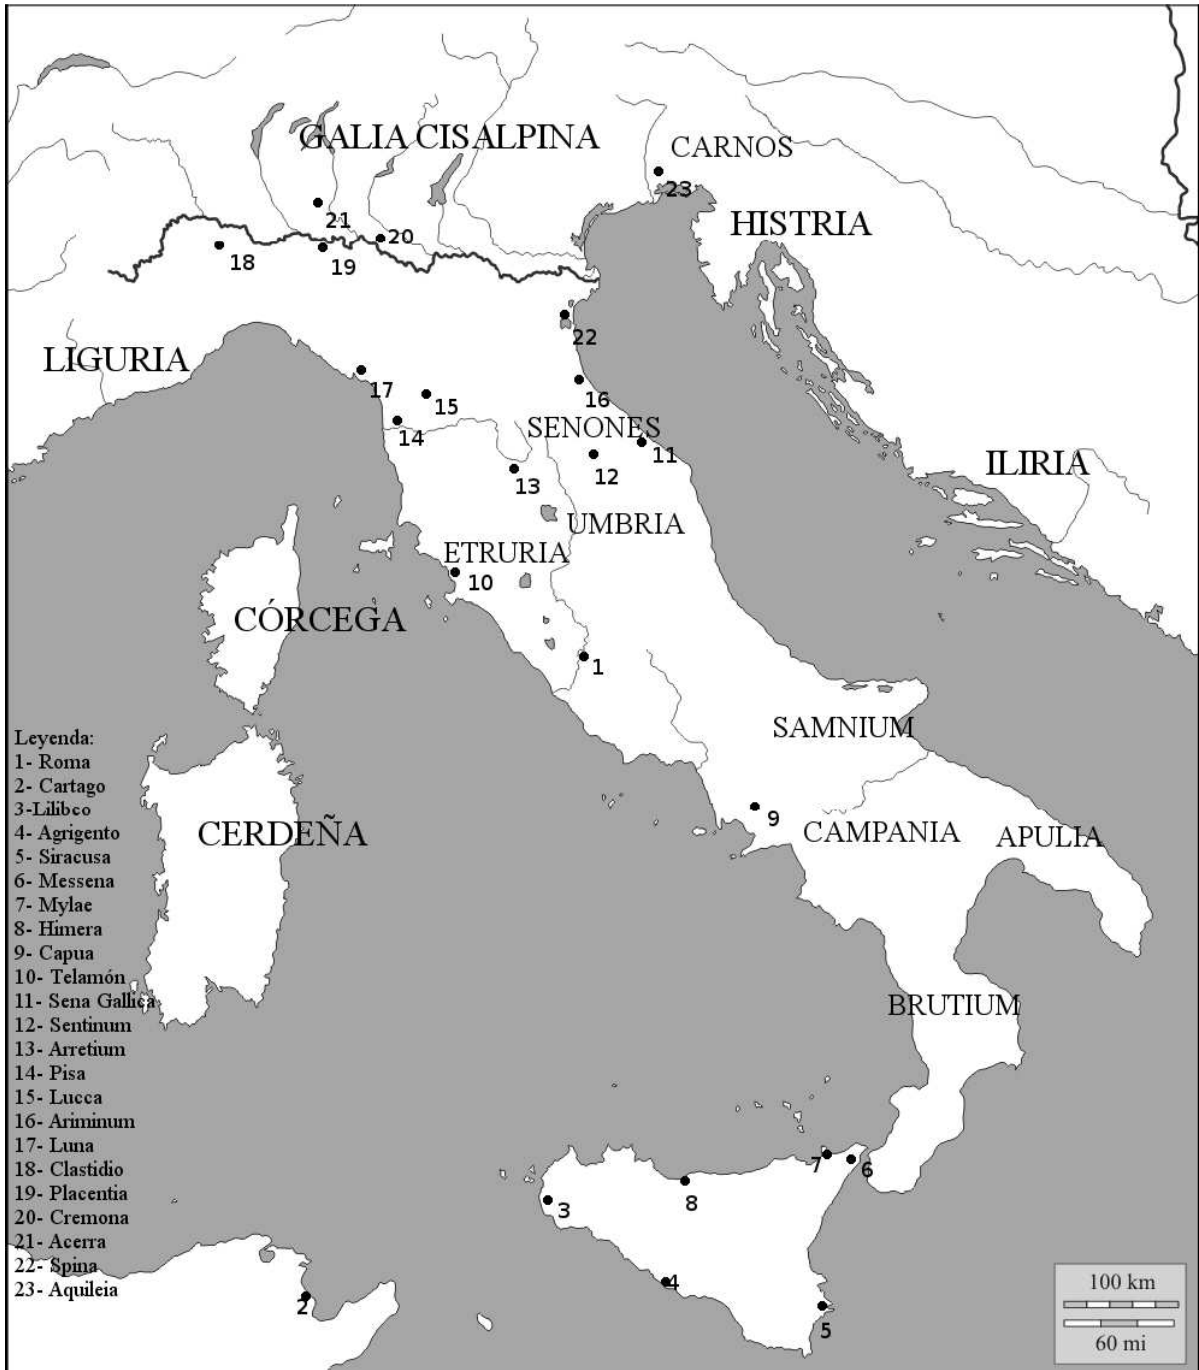 GALIA CISALPINA
CARNOS
23
21
HISTRIA
20
18
19
22
LIGURIA
17
16
15
SENONES
14
11
12
ILIRIA
13
UMBRIA
ETRURIA
10
CÓRCEGA
1
SAMNIUM
9
CERDEÑA
CAMPANIA
APULIA
BRUTIUM
7
6
3
8
4
2
5
Leyenda:
1- Roma
2- Cartago
3-Lilibco
4- Agrigento
5- Siracusa
6- Messena
7- Mylae
8- Himera
9- Capua
10- Telamón
11- Sena Gallica
12- Sentinum
13- Arretium
14- Pisa
15- Lucca
16- Ariminum
17- Luna
18- Clastidio
19- Placentia
20- Cremona
21- Acerra
22- Spina
23- Aquileia
100 km
60 mi